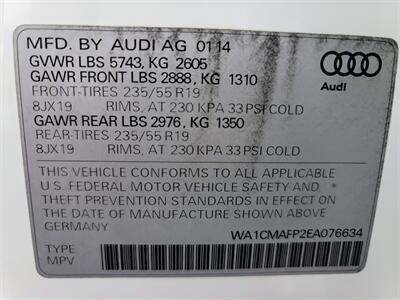 MFD. BY AUDI AG 01 14
GVWR LBS 5743, KG 2605
GAWR FRONT LBS 2888, KG 1310
FRONT-TIRES 235/55 R19
8JX19 RIMS, AT 230 KPA 33 PSI COLD
GAWR REAR LBS 2976, KG 1350
REAR-TIRES 235/55 R19
8JX19 RIMS, AT 230 KPA 33 PSI COLD
Audi
THIS VEHICLE CONFORMS TO ALL APPLICABLE
U.S. FEDERAL MOTOR VEHICLE SAFETY AND
THEFT PREVENTION STANDARDS IN EFFECT ON
THE DATE OF MANUFACTURE SHOWN ABOVE
GERMANY
WA1CMAFP2EA076634
TYPE
MPV